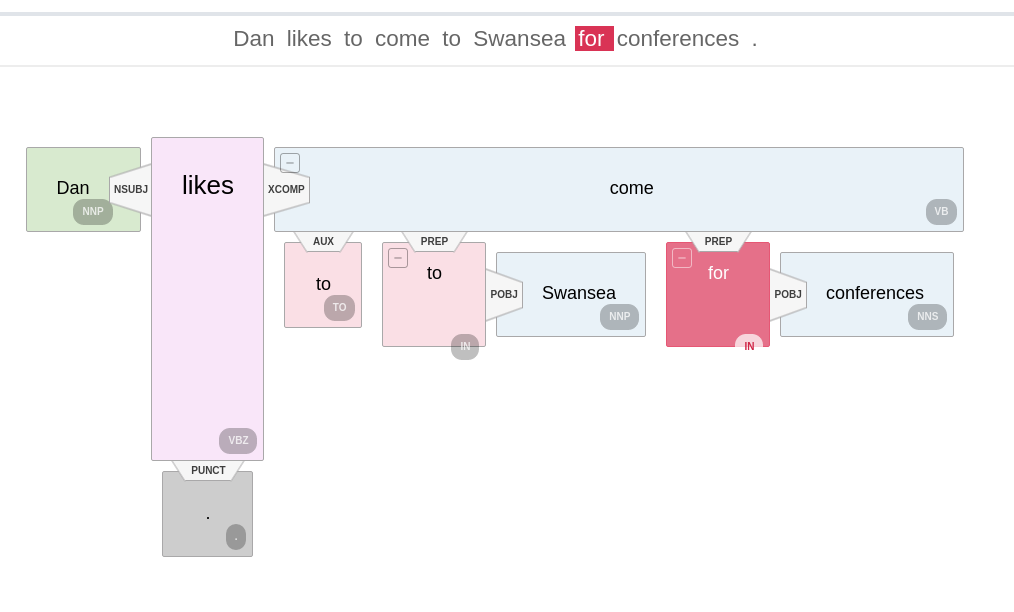 Dan likes to come to Swansea for conferences .
Dan NNP NSUBJ likes XCOMP come VB
AUX PREP PREP
to TO to IN POBJ Swansea NNP for IN POBJ conferences NNS
VBZ
PUNCT
. .